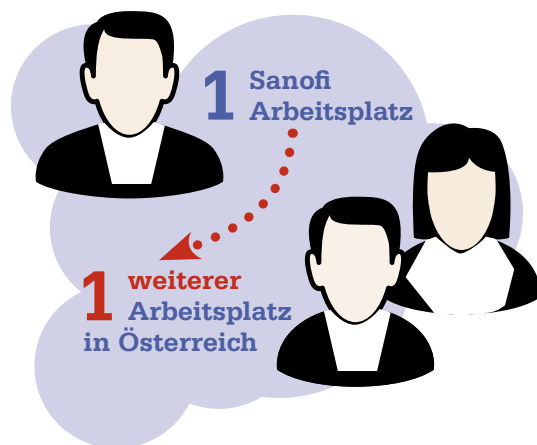 1 Sanofi
Arbeitsplatz
1 weiterer
Arbeitsplatz
in Österreich